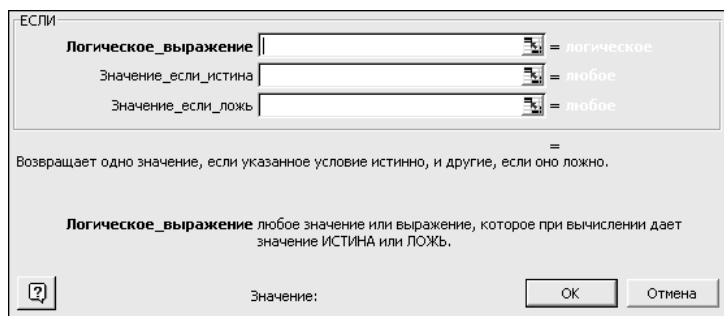 ЕСЛИ
Логическое_выражение = логическое
Значение_если_истина = любое
Значение_если_ложь = любое
=
Возвращает одно значение, если указанное условие истинно, и другие, если оно ложно.
Логическое_выражение любое значение или выражение, которое при вычислении дает
значение ИСТИНА или ЛОЖЬ.
Значение: OK Отмена